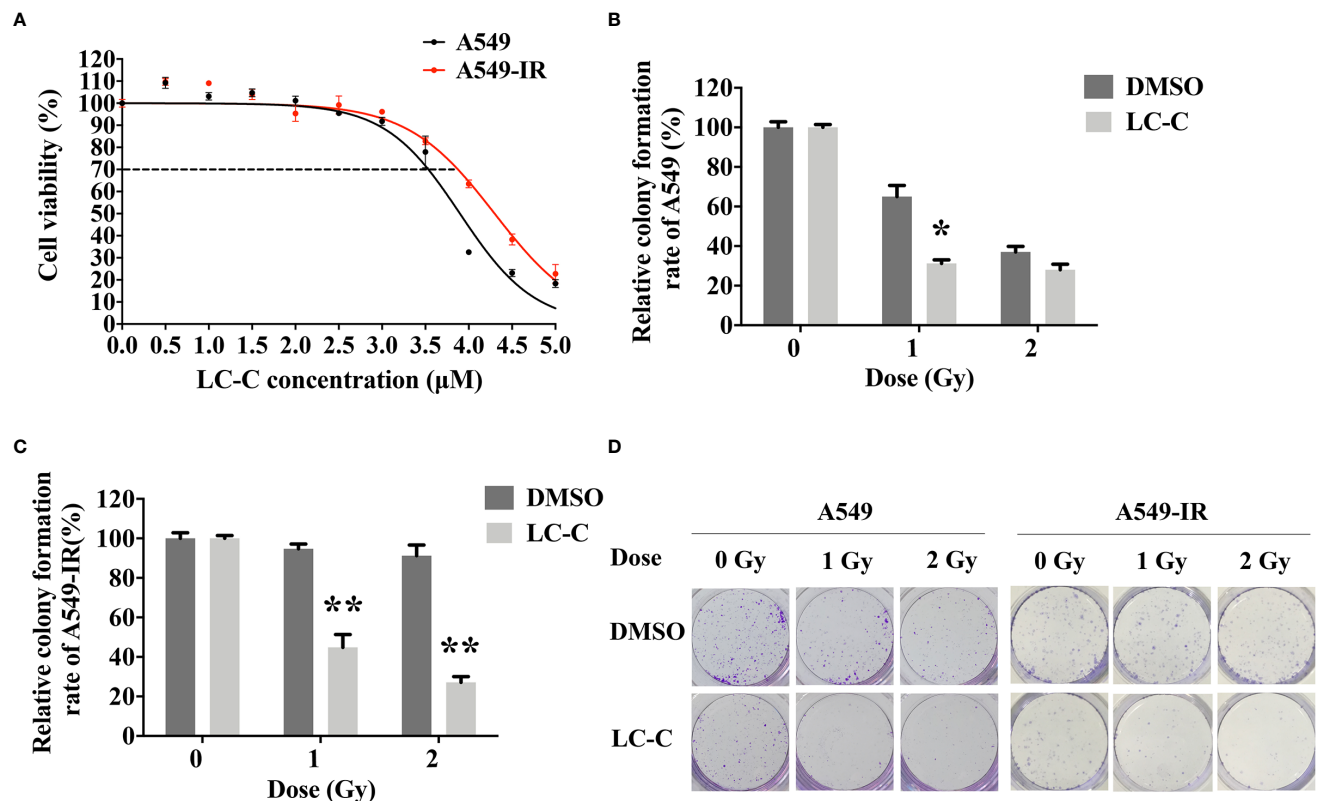 A
Cell viability (%)
120
110
100
90
80
70
60
50
40
30
20
10
0
0.0 0.5 1.0 1.5 2.0 2.5 3.0 3.5 4.0 4.5 5.0
LC-C concentration (μM)
A549
A549-IR
B
Relative colony formation
rate of A549 (%)
120
100
80
60
40
20
0
*
0 1 2
Dose (Gy)
DMSO
LC-C
C
Relative colony formation
rate of A549-IR(%)
120
100
80
60
40
20
0
**
**
0 1 2
Dose (Gy)
DMSO
LC-C
D
A549 A549-IR
Dose 0 Gy 1 Gy 2 Gy 0 Gy 1 Gy 2 Gy
DMSO
LC-C